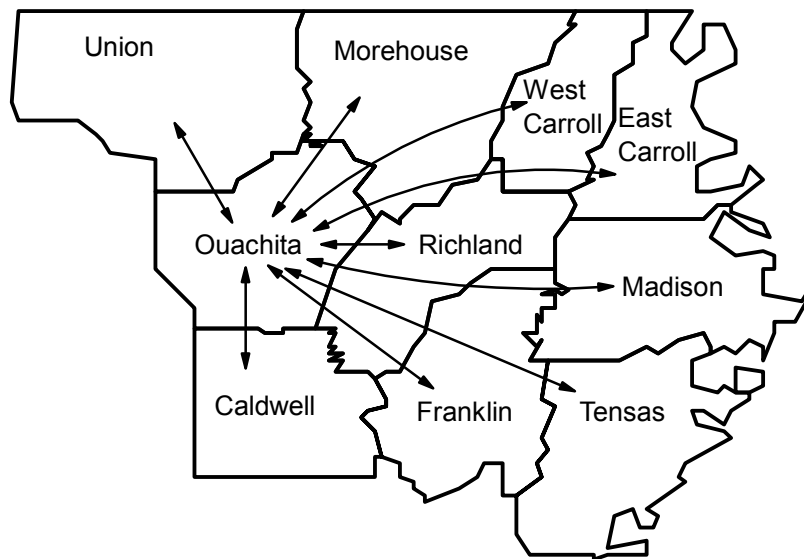 Union
Morehouse
West
Carroll
East
Carroll
Ouachita
Richland
Madison
Caldwell
Franklin
Tensas